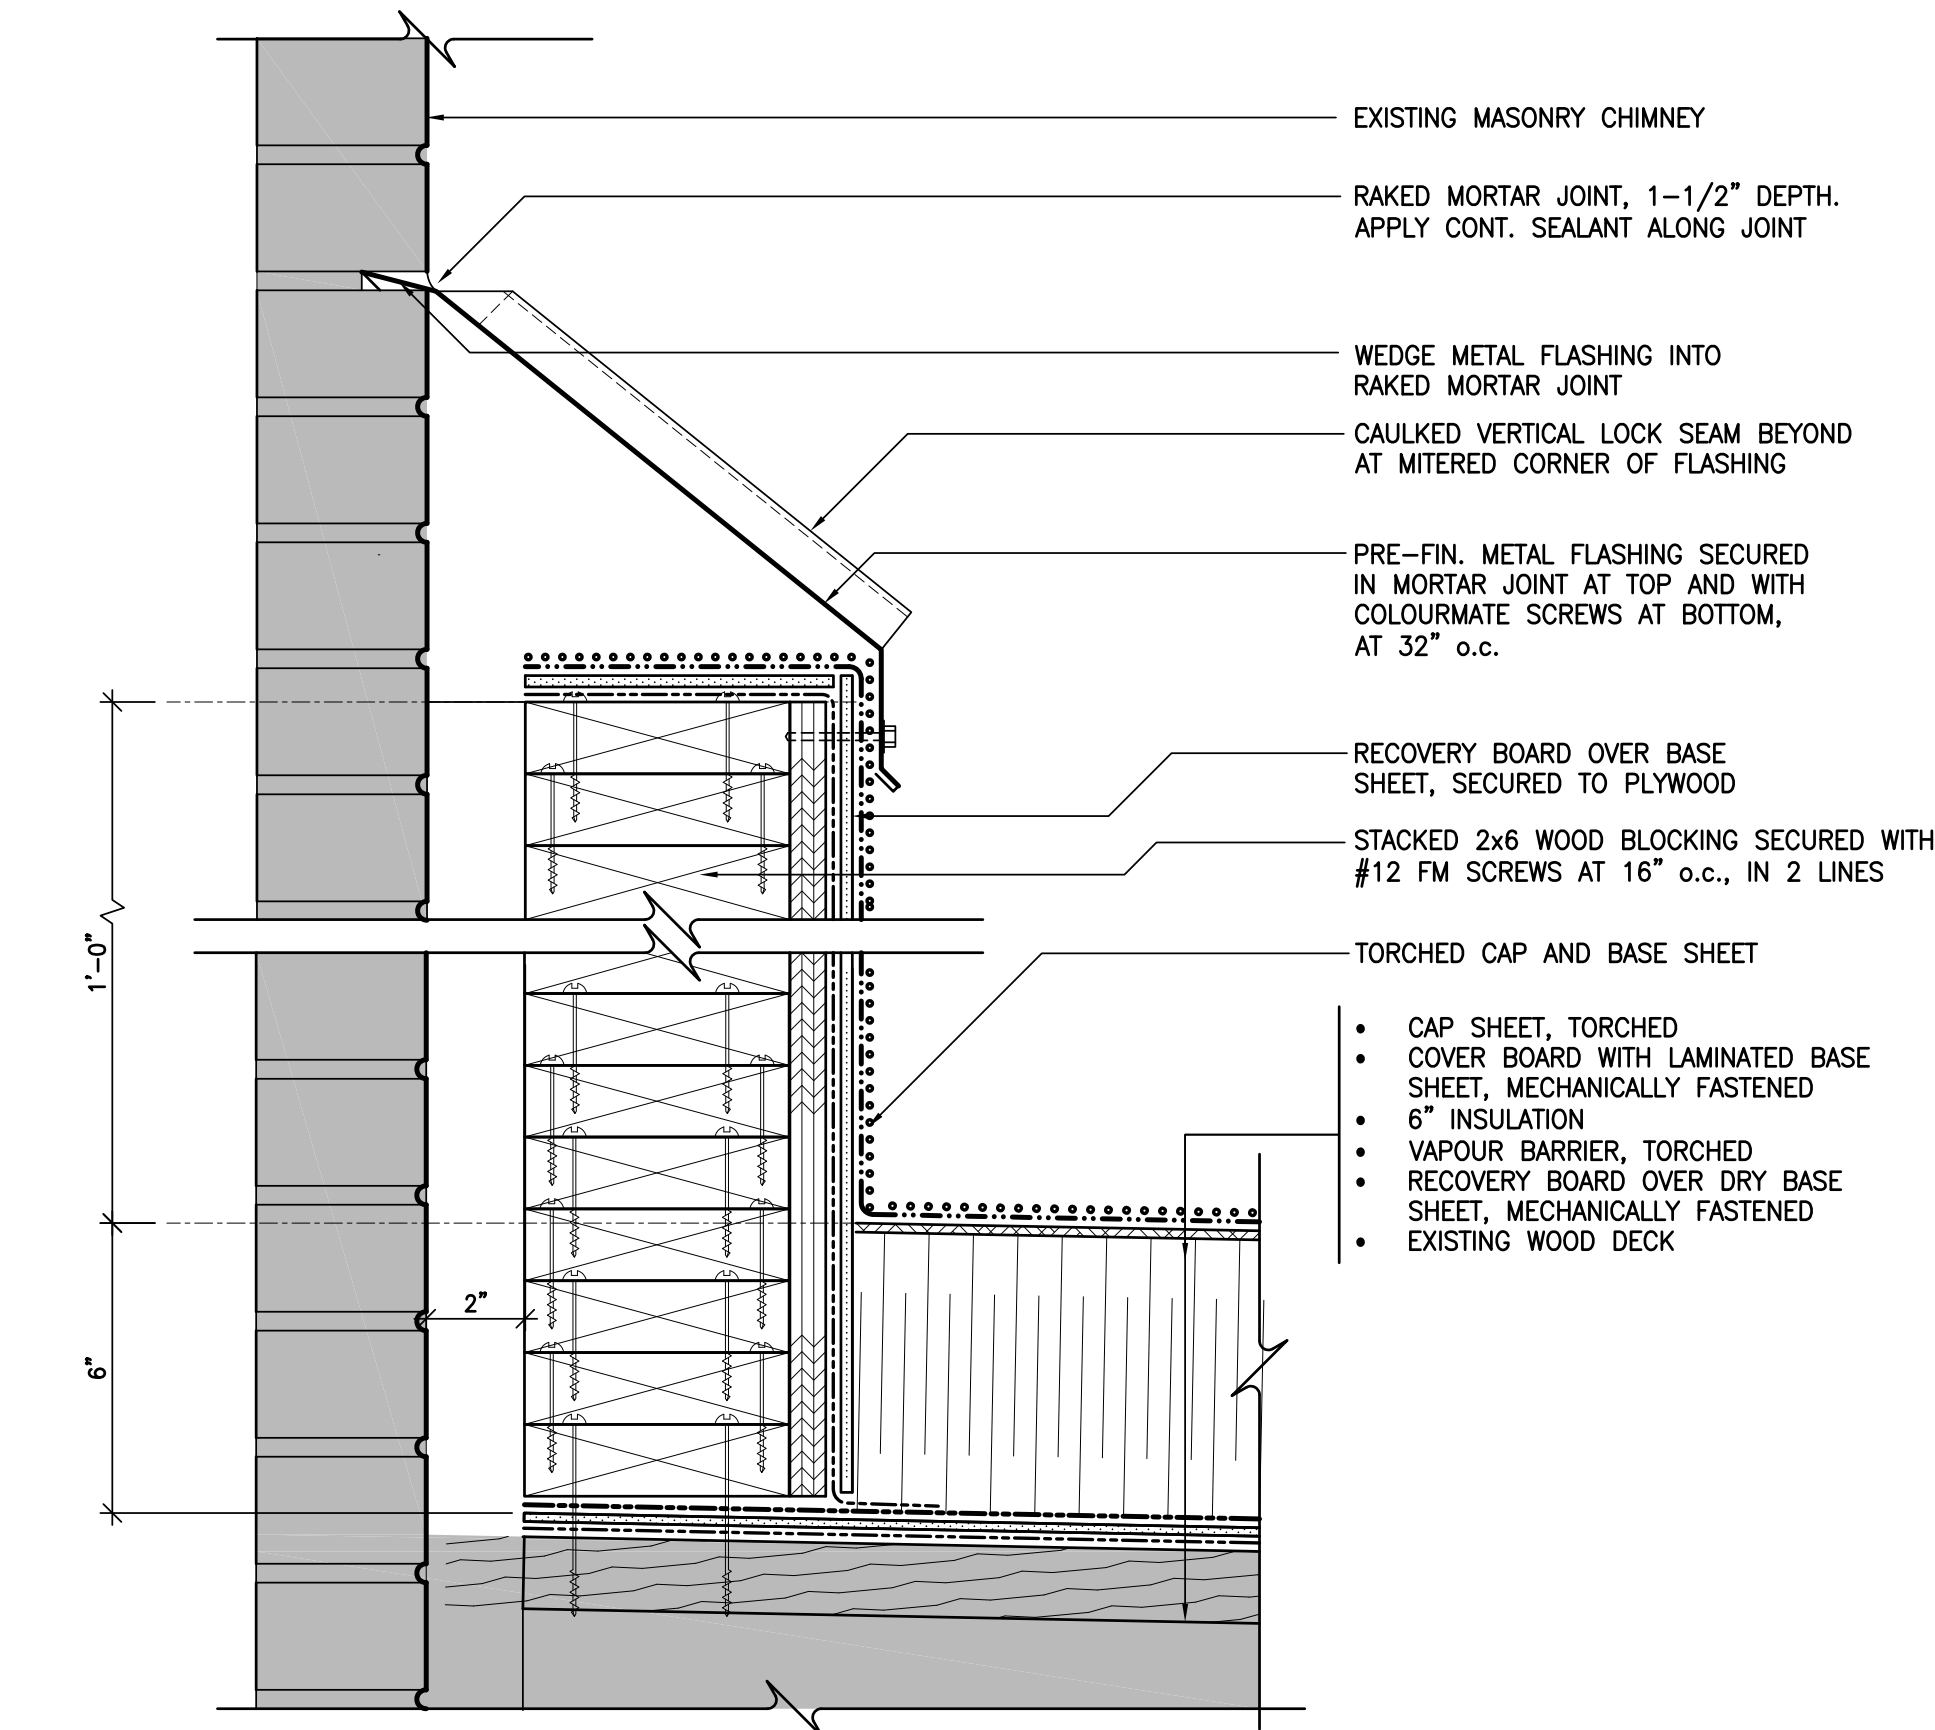 EXISTING MASONRY CHIMNEY
RAKED MORTAR JOINT, 1-1/2” DEPTH.
APPLY CONT. SEALANT ALONG JOINT
WEDGE METAL FLASHING INTO
RAKED MORTAR JOINT
CAULKED VERTICAL LOCK SEAM BEYOND
AT MITERED CORNER OF FLASHING
PRE-FIN. METAL FLASHING SECURED
IN MORTAR JOINT AT TOP AND WITH
COLOURMATE SCREWS AT BOTTOM,
AT 32” o.c.
RECOVERY BOARD OVER BASE
SHEET, SECURED TO PLYWOOD
STACKED 2x6 WOOD BLOCKING SECURED WITH
#12 FM SCREWS AT 16” o.c., IN 2 LINES
TORCHED CAP AND BASE SHEET
• CAP SHEET, TORCHED
• COVER BOARD WITH LAMINATED BASE
SHEET, MECHANICALLY FASTENED
• 6” INSULATION
• VAPOUR BARRIER, TORCHED
• RECOVERY BOARD OVER DRY BASE
SHEET, MECHANICALLY FASTENED
• EXISTING WOOD DECK
1'-0”
2”
6”